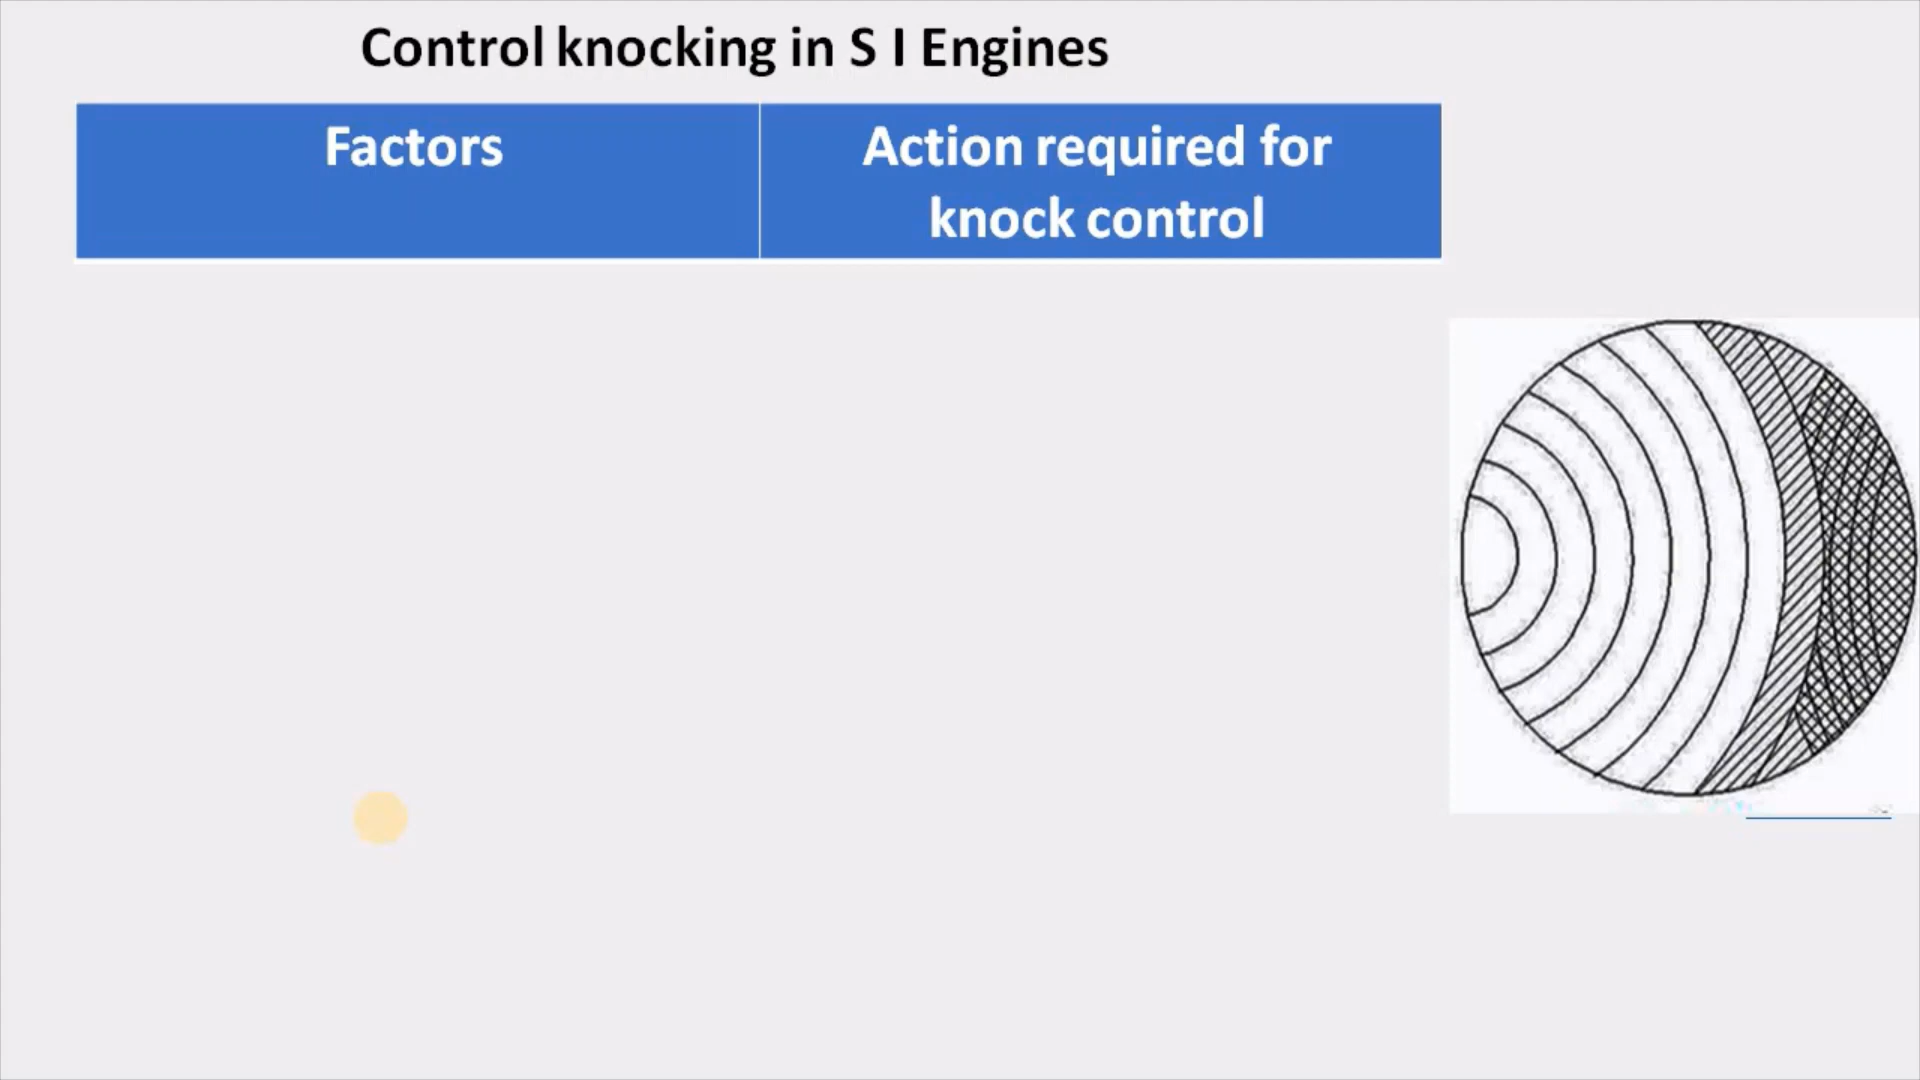 Control knocking in S I Engines
Factors
Action required for
knock control